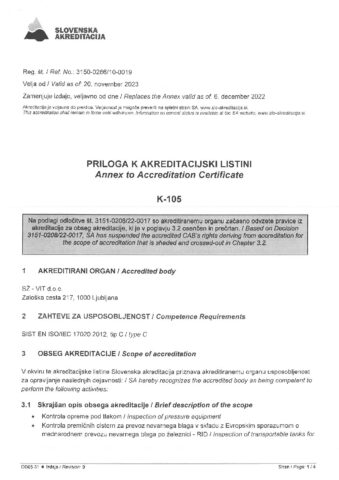 SLOVENSKA
AKREDITACIJA
Reg. št. / Ref. No.: 3150-0266/10-0019
Velja od / Valid as of: 20. november 2023
Zamenjuje izdajo, veljavno od dne / Replaces the Annex valid as of: 6. december 2022
Akreditacija je veljavna do preklica. Veljavnost je mogoče preveriti na spletni strani SA, www.slo-akreditacija.si.
This accreditation shall remain in force until withdrawn. Information on current status is available at the SA website, www.slo-akreditacija.si
PRILOGA K AKREDITACIJSKI LISTINI
Annex to Accreditation Certificate
K-105
Na podlagi odločitve št. 3151-0208/22-0017 so akreditiranemu organu začasno odvzete pravice iz
akreditacije za obseg akreditacije, ki je v poglavju 3.2 osenčen in prečrtan. / Based on Decision
3151-0208/22-0017, SA has suspended the accredited CAB's rights deriving from accreditation for
the scope of accreditation that is shaded and crossed-out in Chapter 3.2.
1 AKREDITIRANI ORGAN / Accredited body
SŽ - VIT d.o.o.
Zaloška cesta 217, 1000 Ljubljana
2 ZAHTEVE ZA USPOSOBLJENOST / Competence Requirements
SIST EN ISO/IEC 17020:2012, tip C / type C
3 OBSEG AKREDITACIJE / Scope of accreditation
V okviru te akreditacijske listine Slovenska akreditacija priznava akreditiranemu organu usposobljenost
za opravljanje naslednjih dejavnosti: / SA hereby recognizes the accredited body as being competent to
perform the following activities.
3.1 Skrajšan opis obsega akreditacije / Brief description of the scope
• Kontrola opreme pod tlakom / Inspection of pressure equipment
• Kontrola premičnih cistern za prevoz nevarnega blaga v skladu z Evropskim sporazumom o
mednarodnem prevozu nevarnega blaga po železnici - RID / Inspection of transportable tanks for
Izdaja / Revision: 9
Stran / Page: 1 / 4